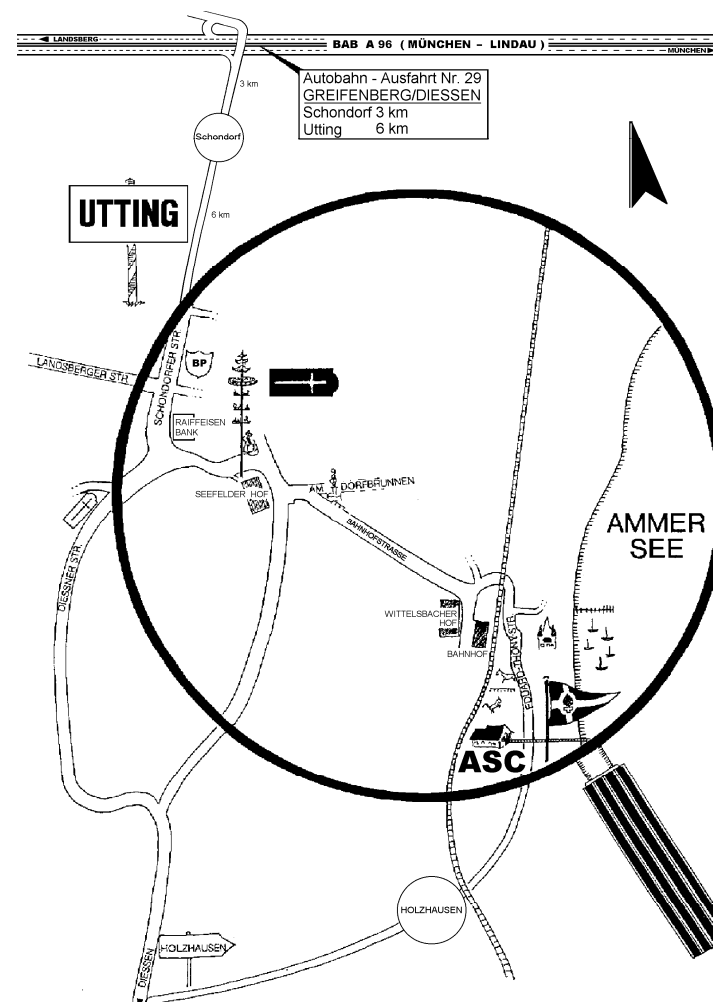 LANDSBERG
BAB A 96 ( MÜNCHEN - LINDAU )
MÜNCHEN
Autobahn - Ausfahrt Nr. 29
GREIFENBERG/DIESSEN
Schondorf 3 km
Utting 6 km
3 km
Schondorf
UTTING
6 km
LANDSBERGER STR.
SCHONDORFER STR.
BP
RAIFFEISEN
BANK
SEEFELDER HOF
AM DORFBRUNNEN
BAHNHOFSTRASSE
AMMER
SEE
DIESSNER STR.
WITTELSBACHER
HOF
BAHNHOF
ASC
HOLZHAUSEN
HOLZHAUSEN
DIESSEN